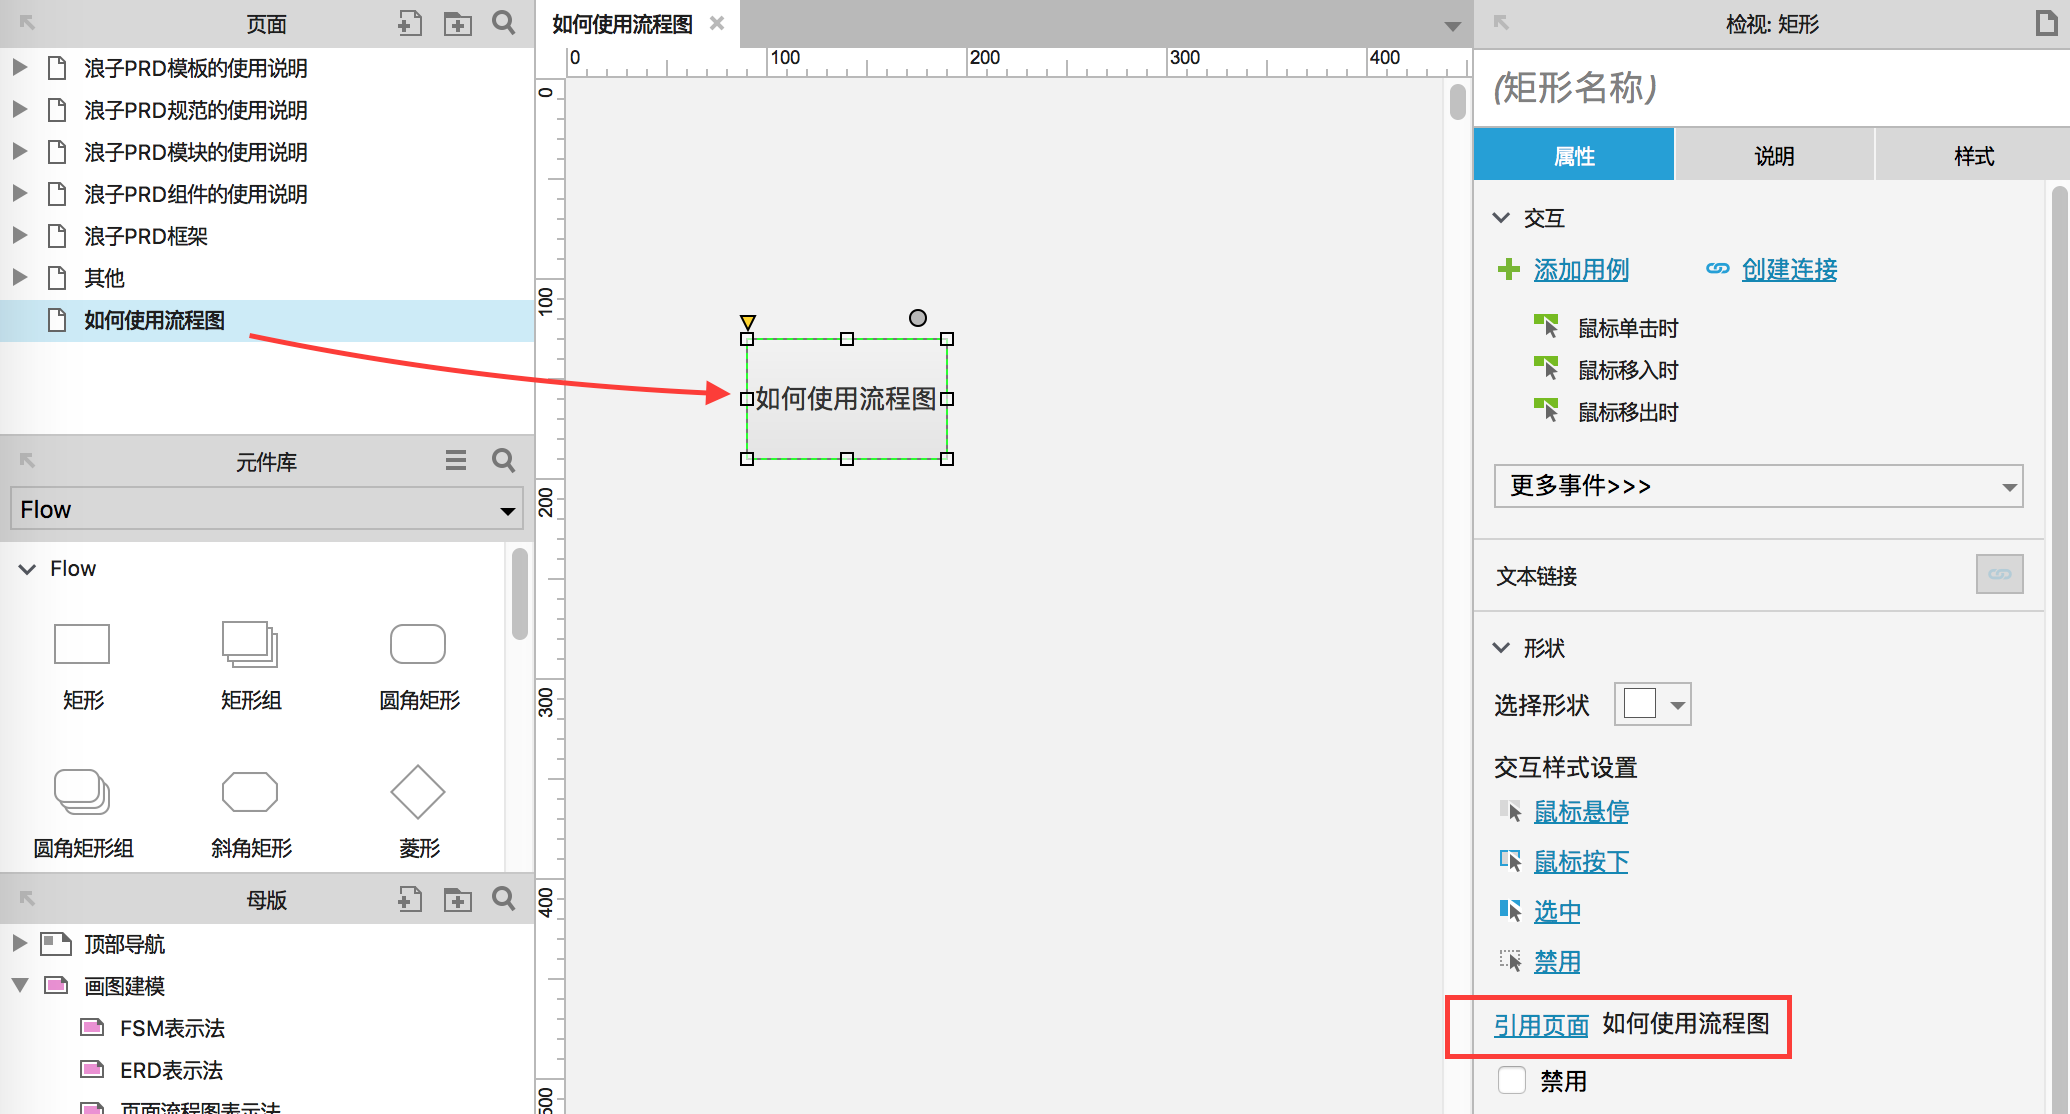 页面
浪子PRD模板的使用说明
浪子PRD规范的使用说明
浪子PRD模块的使用说明
浪子PRD组件的使用说明
浪子PRD框架
其他
如何使用流程图
元件库
Flow
Flow
矩形
矩形组
圆角矩形
圆角矩形组
斜角矩形
菱形
母版
顶部导航
画图建模
FSM表示法
ERD表示法
页面流程图表示法
如何使用流程图
0
100
200
300
400
0
100
200
300
400
500
如何使用流程图
检视: 矩形
(矩形名称)
属性
说明
样式
交互
添加用例
创建连接
鼠标单击时
鼠标移入时
鼠标移出时
更多事件>>>
文本链接
形状
选择形状
交互样式设置
鼠标悬停
鼠标按下
选中
禁用
引用页面 如何使用流程图
禁用